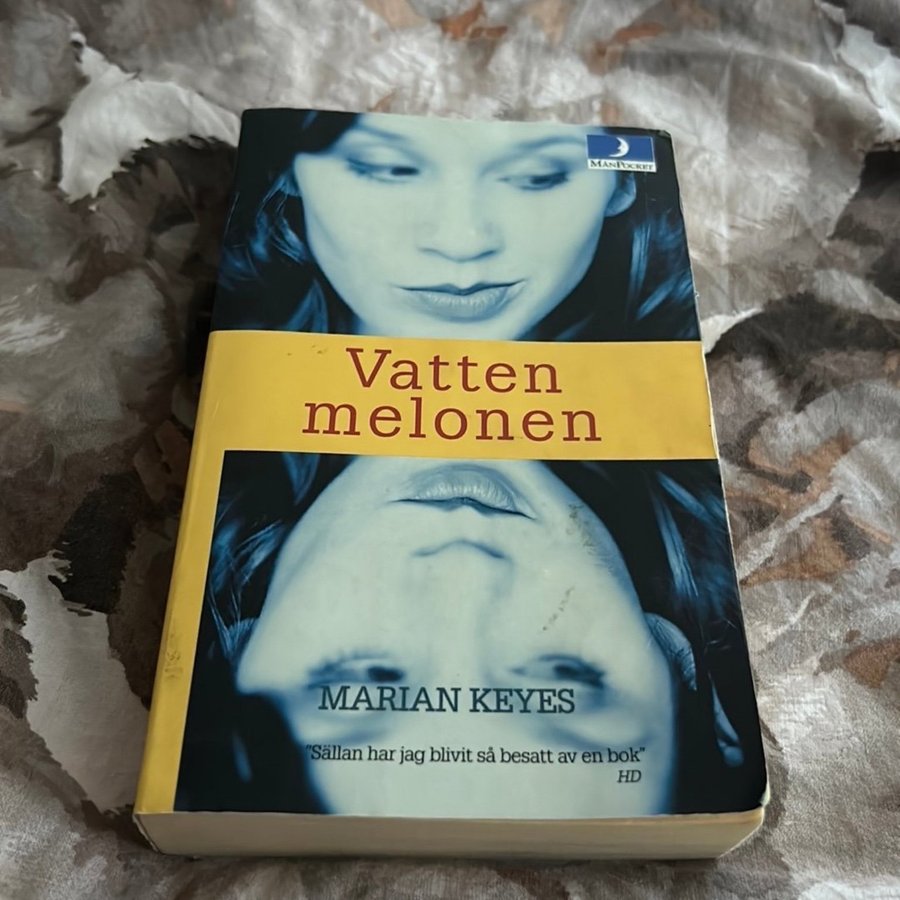 MÅNPOCKET
Vatten
melonen
MARIAN KEYES
"Sällan har jag blivit så besatt av en bok"
HD